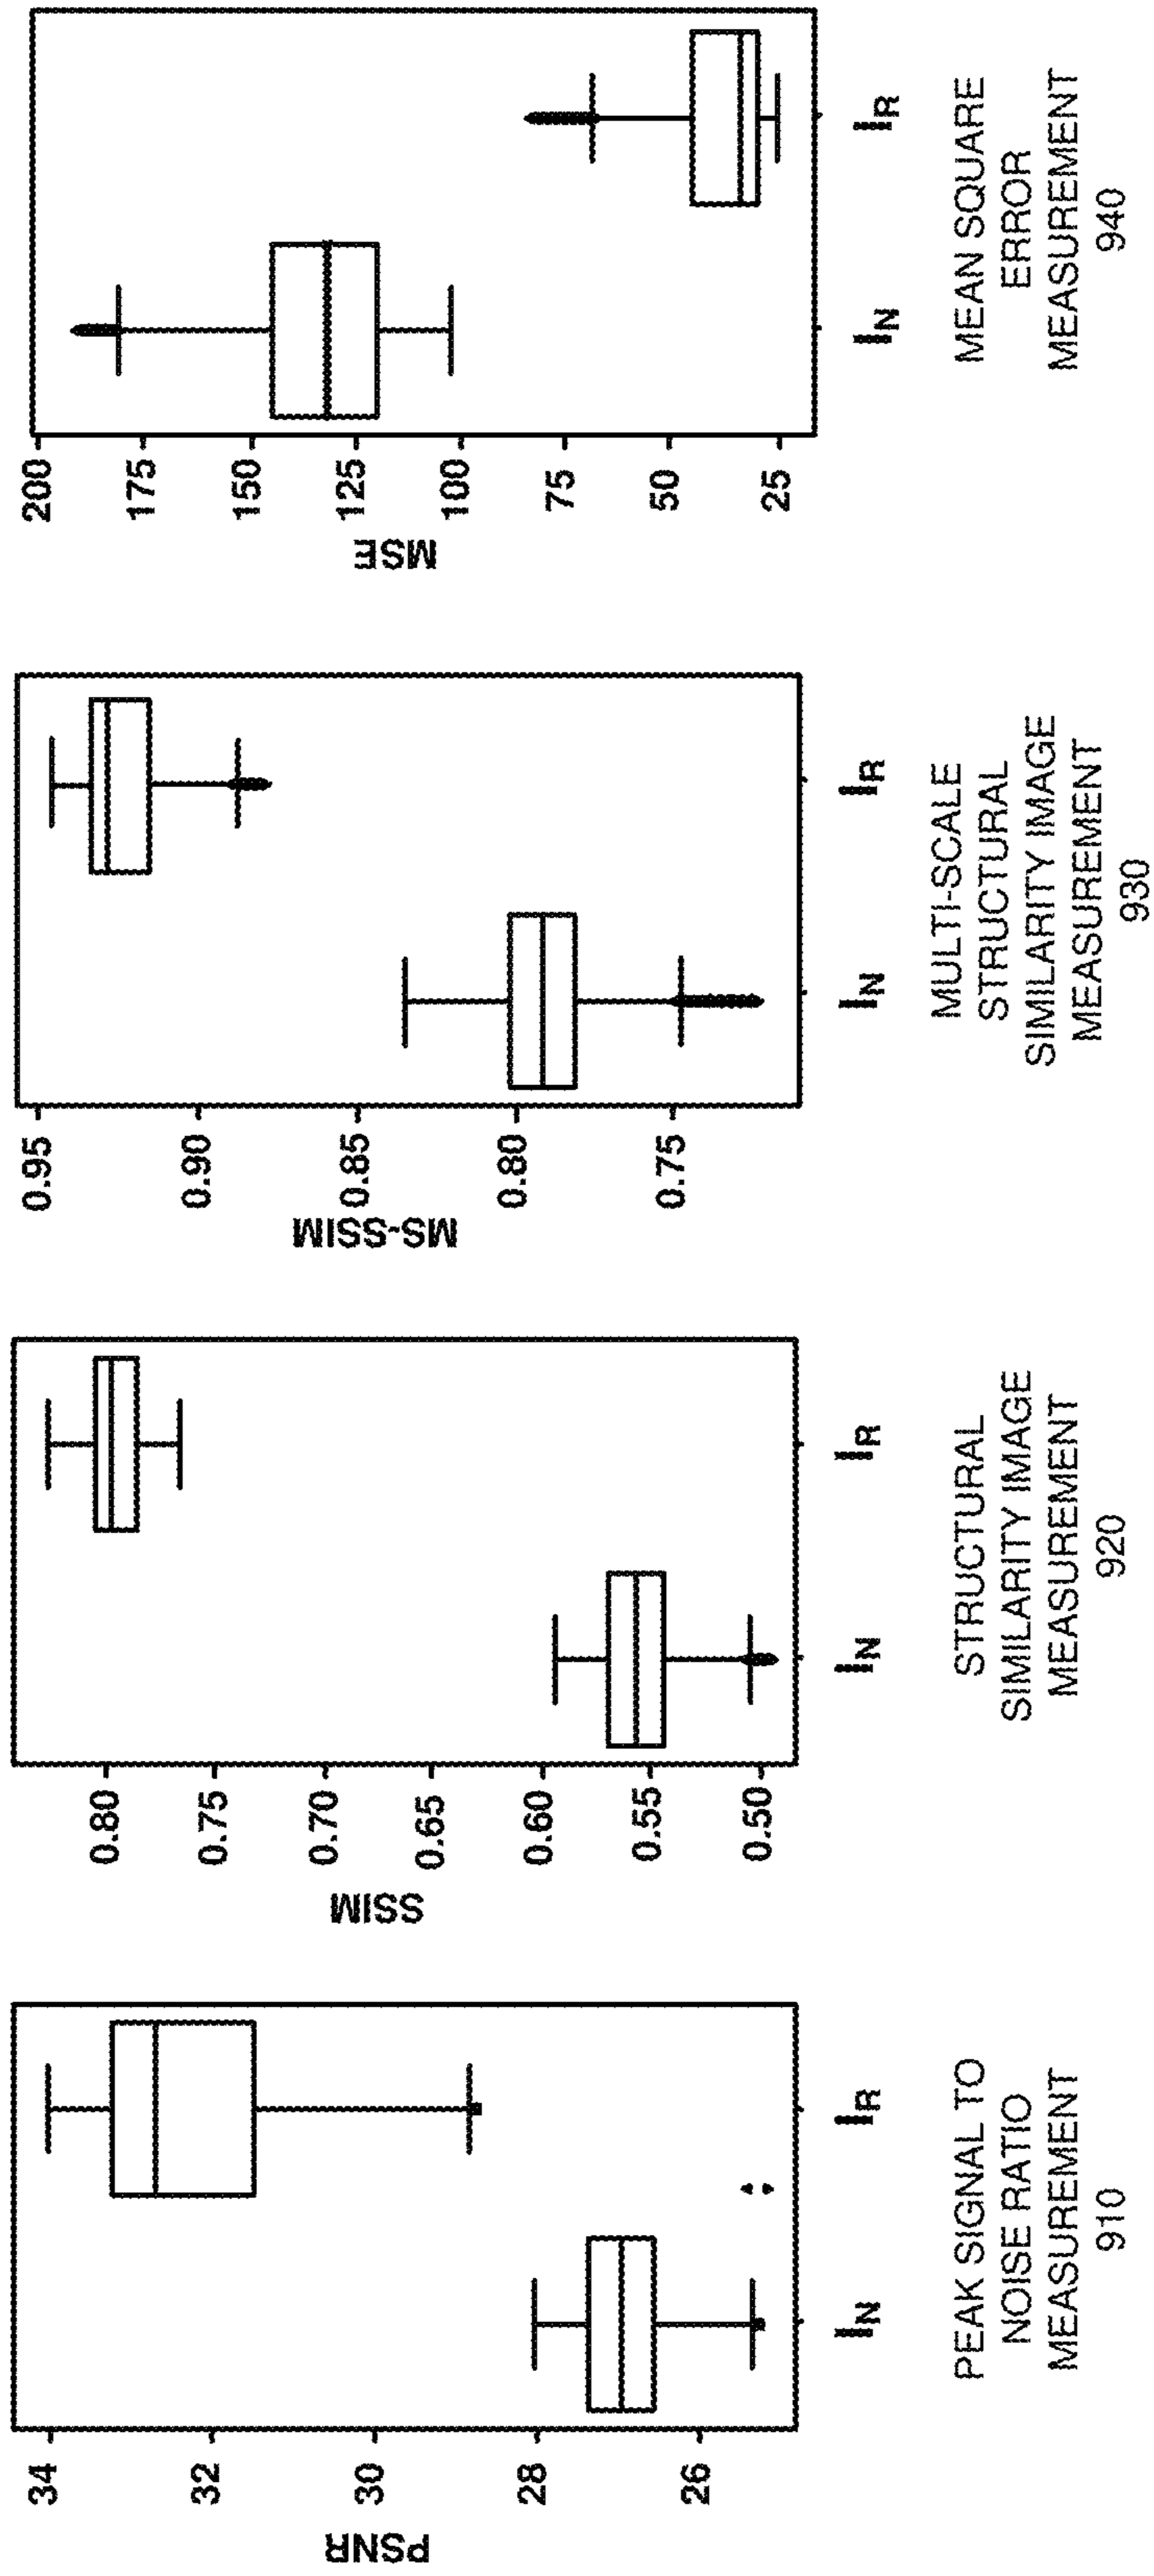 PSNR
34
32
30
28
26
I_N
I_R
PEAK SIGNAL TO
NOISE RATIO
MEASUREMENT
910
SSIM
0.80
0.75
0.70
0.65
0.60
0.55
0.50
I_N
I_R
STRUCTURAL
SIMILARITY IMAGE
MEASUREMENT
920
MS-SSIM
0.95
0.90
0.85
0.80
0.75
I_N
I_R
MULTI-SCALE
STRUCTURAL
SIMILARITY IMAGE
MEASUREMENT
930
MSE
200
175
150
125
100
75
50
25
I_N
I_R
MEAN SQUARE
ERROR
MEASUREMENT
940